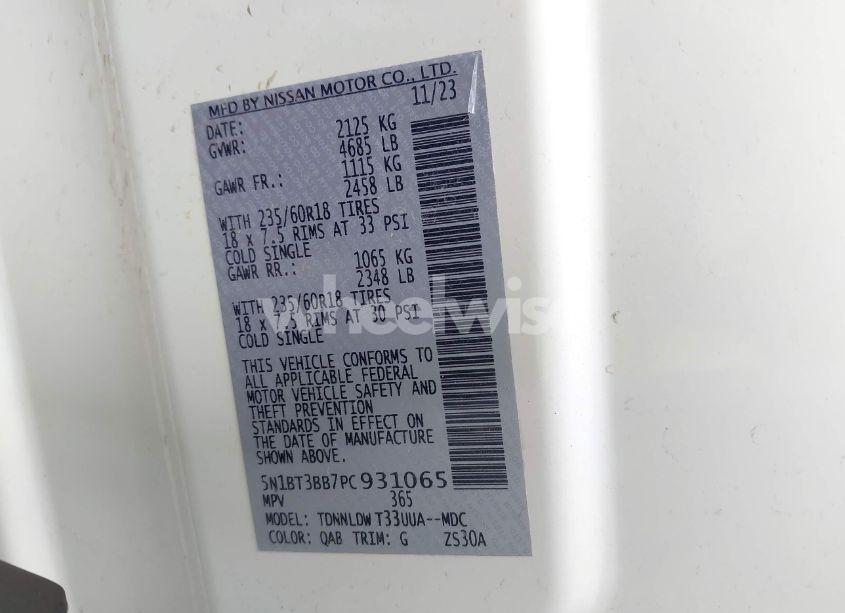 MFD BY NISSAN MOTOR CO., LTD.
DATE: 11/23
GVWR: 2125 KG
4685 LB
GAWR FR.: 1115 KG
2458 LB
WITH 235/60R18 TIRES
18 x 7.5 RIMS AT 33 PSI
COLD SINGLE
GAWR RR.: 1065 KG
2348 LB
WITH 235/60R18 TIRES
18 x 7.5 RIMS AT 30 PSI
COLD SINGLE
wheelwis
THIS VEHICLE CONFORMS TO
ALL APPLICABLE FEDERAL
MOTOR VEHICLE SAFETY AND
THEFT PREVENTION
STANDARDS IN EFFECT ON
THE DATE OF MANUFACTURE
SHOWN ABOVE.
5N1BT3BB7PC931065
MPV 365
MODEL: TDNNLDW T33UUA--MDC
COLOR: QAB TRIM: G ZS30A